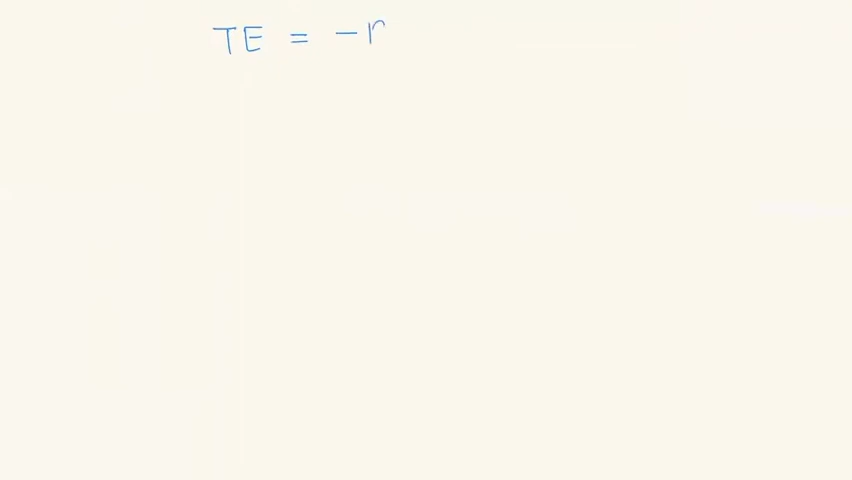 TE = -r